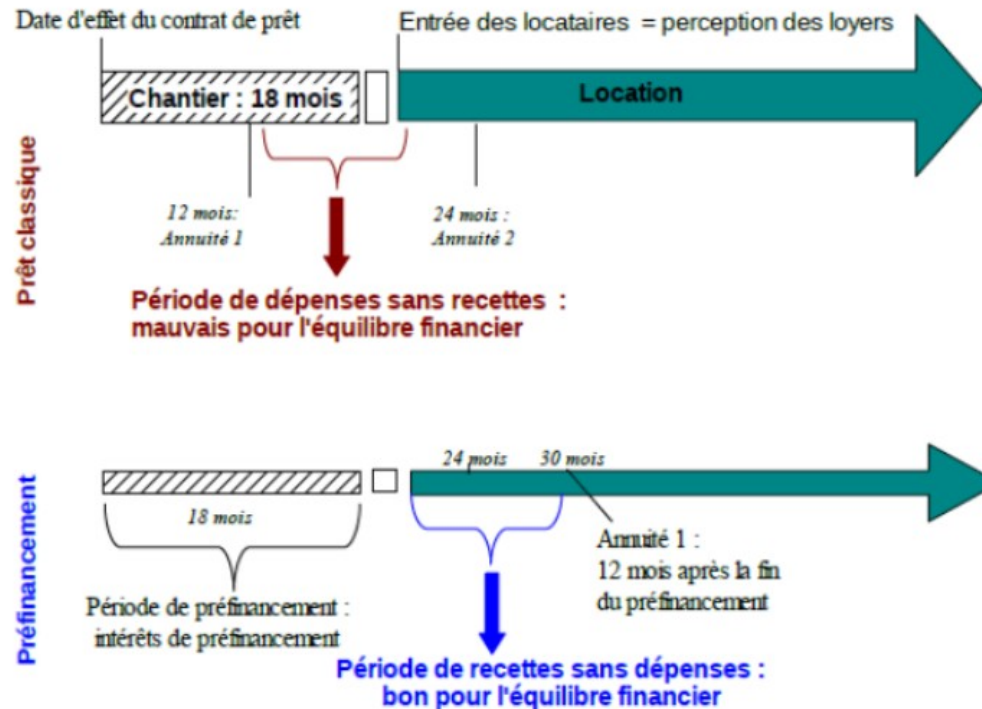 Date d'effet du contrat de prêt
Entrée des locataires = perception des loyers
Chantier : 18 mois
Location
Prêt classique
12 mois:
Annuité 1
24 mois :
Annuité 2
Période de dépenses sans recettes :
mauvais pour l'équilibre financier
Préfinancement
24 mois
30 mois
18 mois
Annuité 1 :
12 mois après la fin
du préfinancement
Période de préfinancement :
intérêts de préfinancement
Période de recettes sans dépenses :
bon pour l'équilibre financier